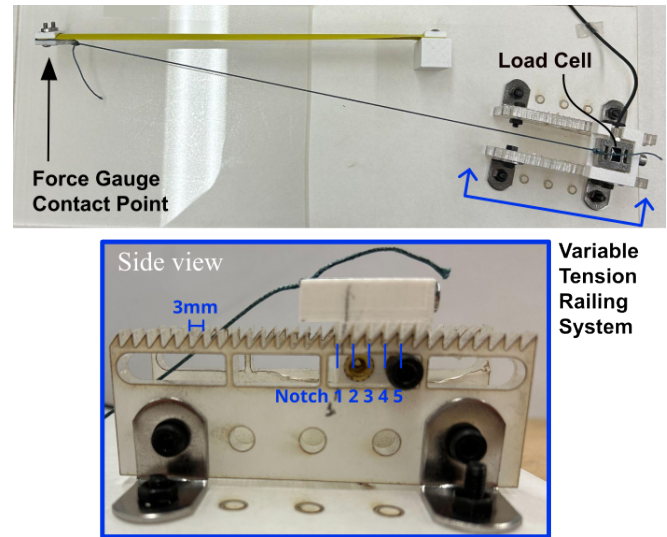 Load Cell
Force Gauge
Contact Point
Side view
Variable
Tension
Railing
System
3mm
Notch 1 2 3 4 5